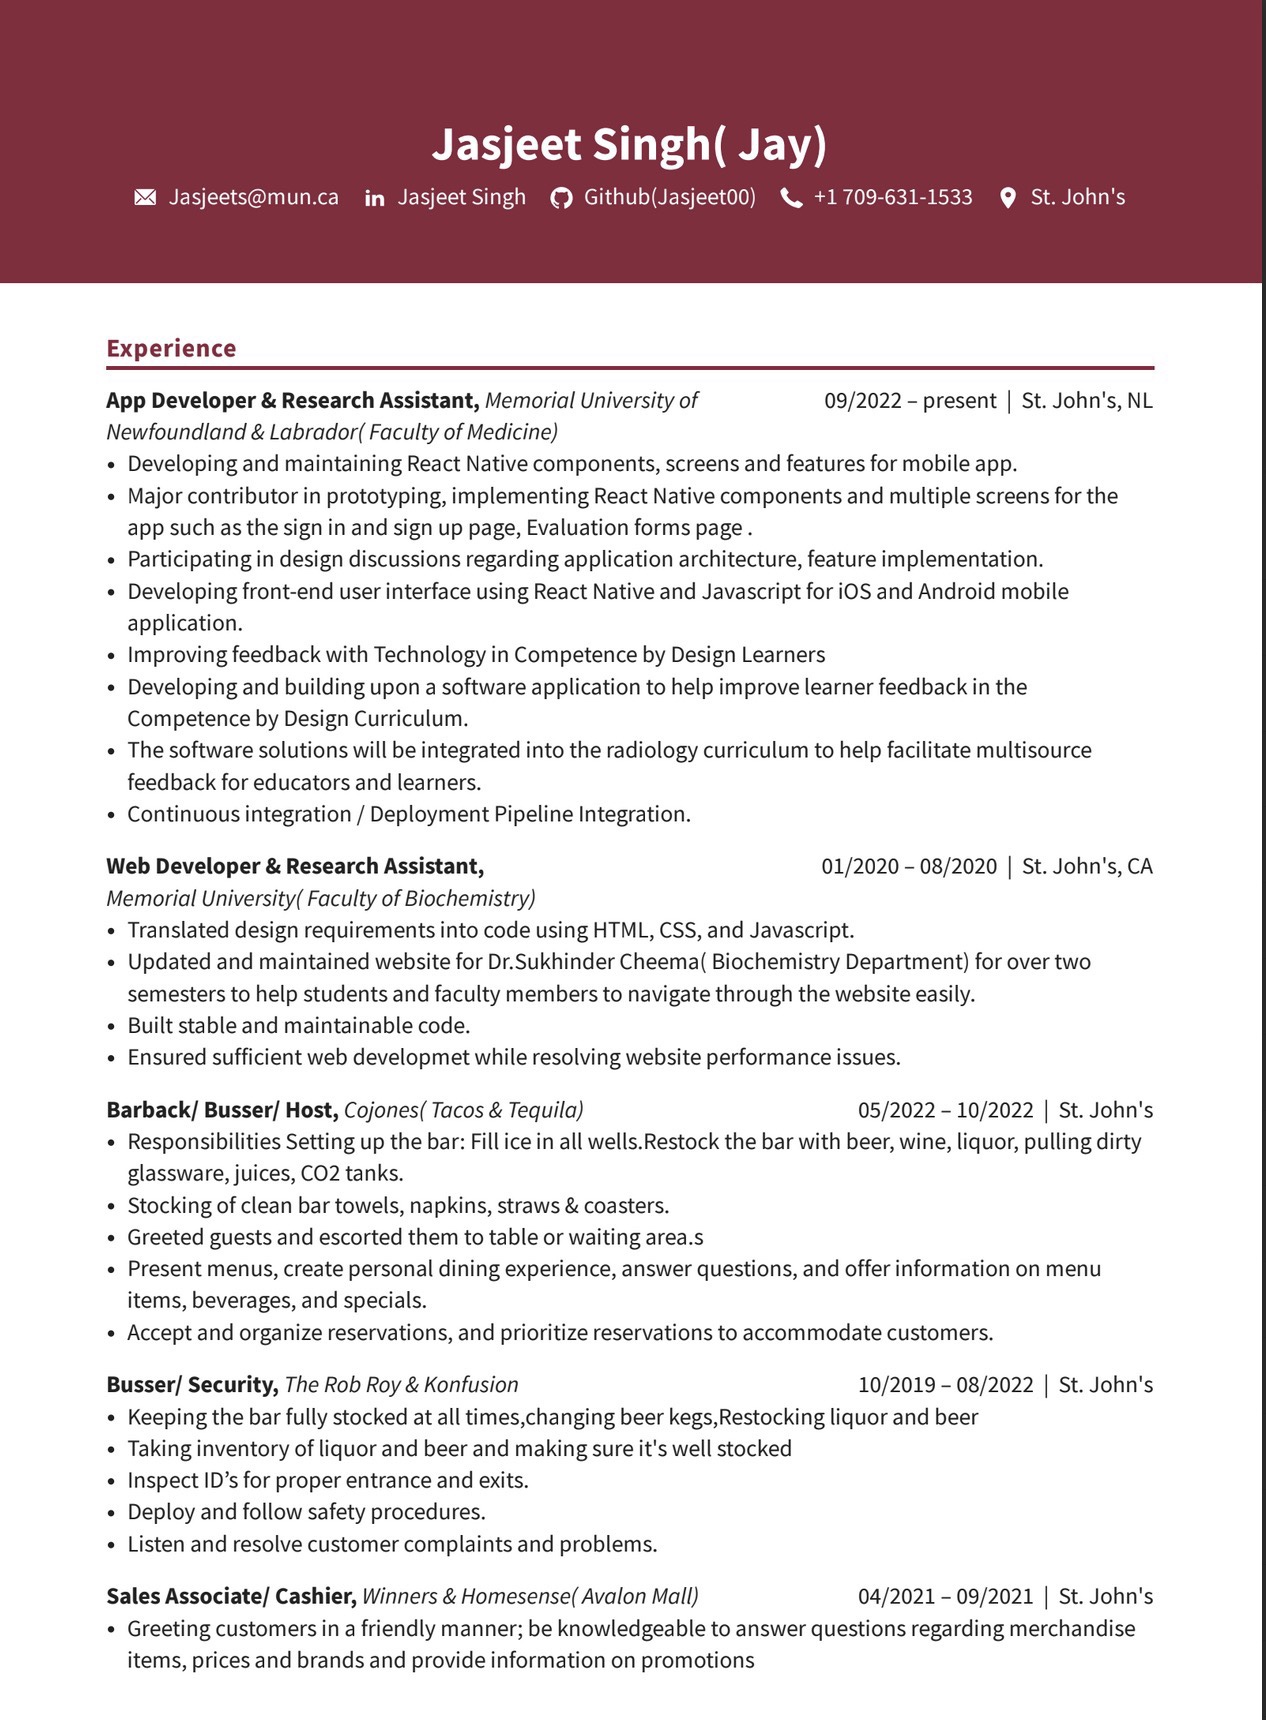 Jasjeet Singh( Jay)
Jasjeets@mun.ca Jasjeet Singh Github(Jasjeet00) +1 709-631-1533 St. John's
Experience
App Developer & Research Assistant, Memorial University of 09/2022 – present | St. John's, NL
Newfoundland & Labrador( Faculty of Medicine)
• Developing and maintaining React Native components, screens and features for mobile app.
• Major contributor in prototyping, implementing React Native components and multiple screens for the
app such as the sign in and sign up page, Evaluation forms page .
• Participating in design discussions regarding application architecture, feature implementation.
• Developing front-end user interface using React Native and Javascript for iOS and Android mobile
application.
• Improving feedback with Technology in Competence by Design Learners
• Developing and building upon a software application to help improve learner feedback in the
Competence by Design Curriculum.
• The software solutions will be integrated into the radiology curriculum to help facilitate multisource
feedback for educators and learners.
• Continuous integration / Deployment Pipeline Integration.
Web Developer & Research Assistant, 01/2020 – 08/2020 | St. John's, CA
Memorial University( Faculty of Biochemistry)
• Translated design requirements into code using HTML, CSS, and Javascript.
• Updated and maintained website for Dr.Sukhinder Cheema( Biochemistry Department) for over two
semesters to help students and faculty members to navigate through the website easily.
• Built stable and maintainable code.
• Ensured sufficient web developmet while resolving website performance issues.
Barback/ Busser/ Host, Cojones( Tacos & Tequila) 05/2022 – 10/2022 | St. John's
• Responsibilities Setting up the bar: Fill ice in all wells.Restock the bar with beer, wine, liquor, pulling dirty
glassware, juices, CO2 tanks.
• Stocking of clean bar towels, napkins, straws & coasters.
• Greeted guests and escorted them to table or waiting area.s
• Present menus, create personal dining experience, answer questions, and offer information on menu
items, beverages, and specials.
• Accept and organize reservations, and prioritize reservations to accommodate customers.
Busser/ Security, The Rob Roy & Konfusion 10/2019 – 08/2022 | St. John's
• Keeping the bar fully stocked at all times,changing beer kegs,Restocking liquor and beer
• Taking inventory of liquor and beer and making sure it's well stocked
• Inspect ID’s for proper entrance and exits.
• Deploy and follow safety procedures.
• Listen and resolve customer complaints and problems.
Sales Associate/ Cashier, Winners & Homesense( Avalon Mall) 04/2021 – 09/2021 | St. John's
• Greeting customers in a friendly manner; be knowledgeable to answer questions regarding merchandise
items, prices and brands and provide information on promotions